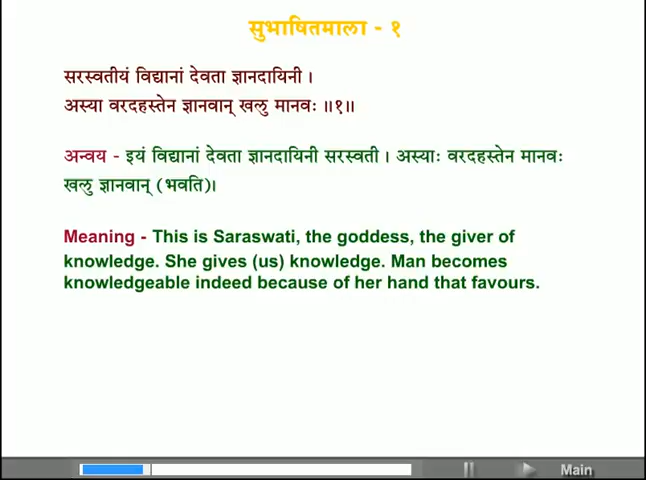 सुभाषितमाला - १
सरस्वतीयं विद्यानां देवता ज्ञानदायिनी ।
अस्या वरदहस्तेन ज्ञानवान् खलु मानवः ॥१॥
अन्वय - इयं विद्यानां देवता ज्ञानदायिनी सरस्वती । अस्याः वरदहस्तेन मानवः
खलु ज्ञानवान् (भवति)।
Meaning - This is Saraswati, the goddess, the giver of
knowledge. She gives (us) knowledge. Man becomes
knowledgeable indeed because of her hand that favours.
Main